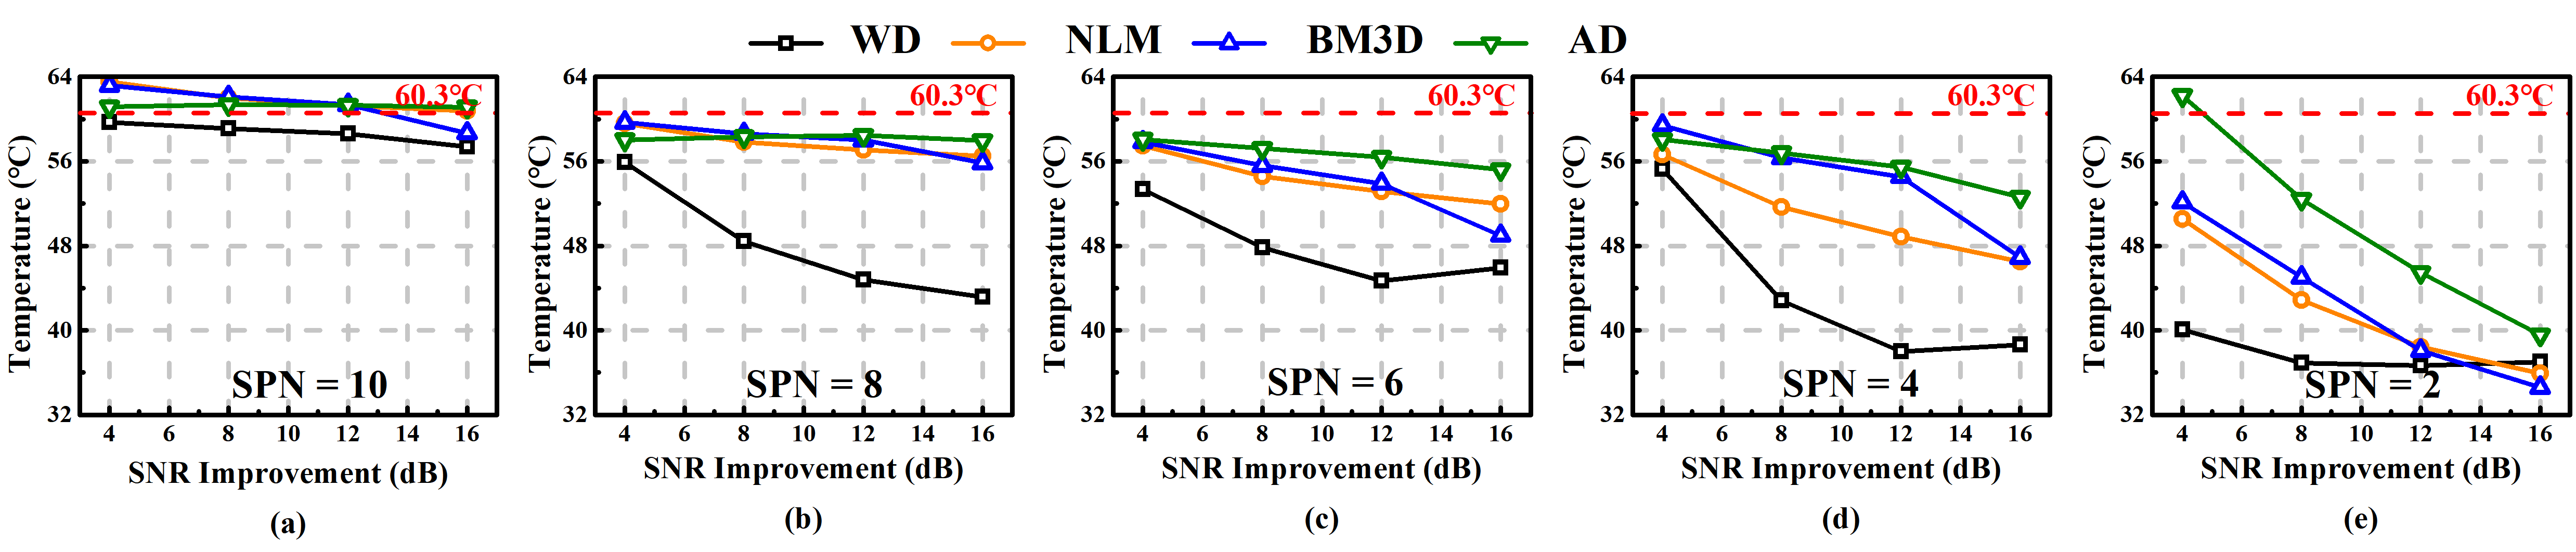 WD NLM BM3D AD
64
56
48
40
32
Temperature (°C)
60.3°C
SPN = 10
4 8 10 12 14 16
SNR Improvement (dB)
(a)
64
56
48
40
32
Temperature (°C)
60.3°C
SPN = 8
4 6 8 10 12 14 16
SNR Improvement (dB)
(b)
64
56
48
40
32
Temperature (°C)
60.3°C
SPN = 6
4 6 8 10 12 14 16
SNR Improvement (dB)
(c)
64
56
48
40
32
Temperature (°C)
60.3°C
SPN = 4
4 6 8 10 12 14 16
SNR Improvement (dB)
(d)
64
56
48
40
32
Temperature (°C)
60.3°C
SPN = 2
4 6 8 10 12 14 16
SNR Improvement (dB)
(e)